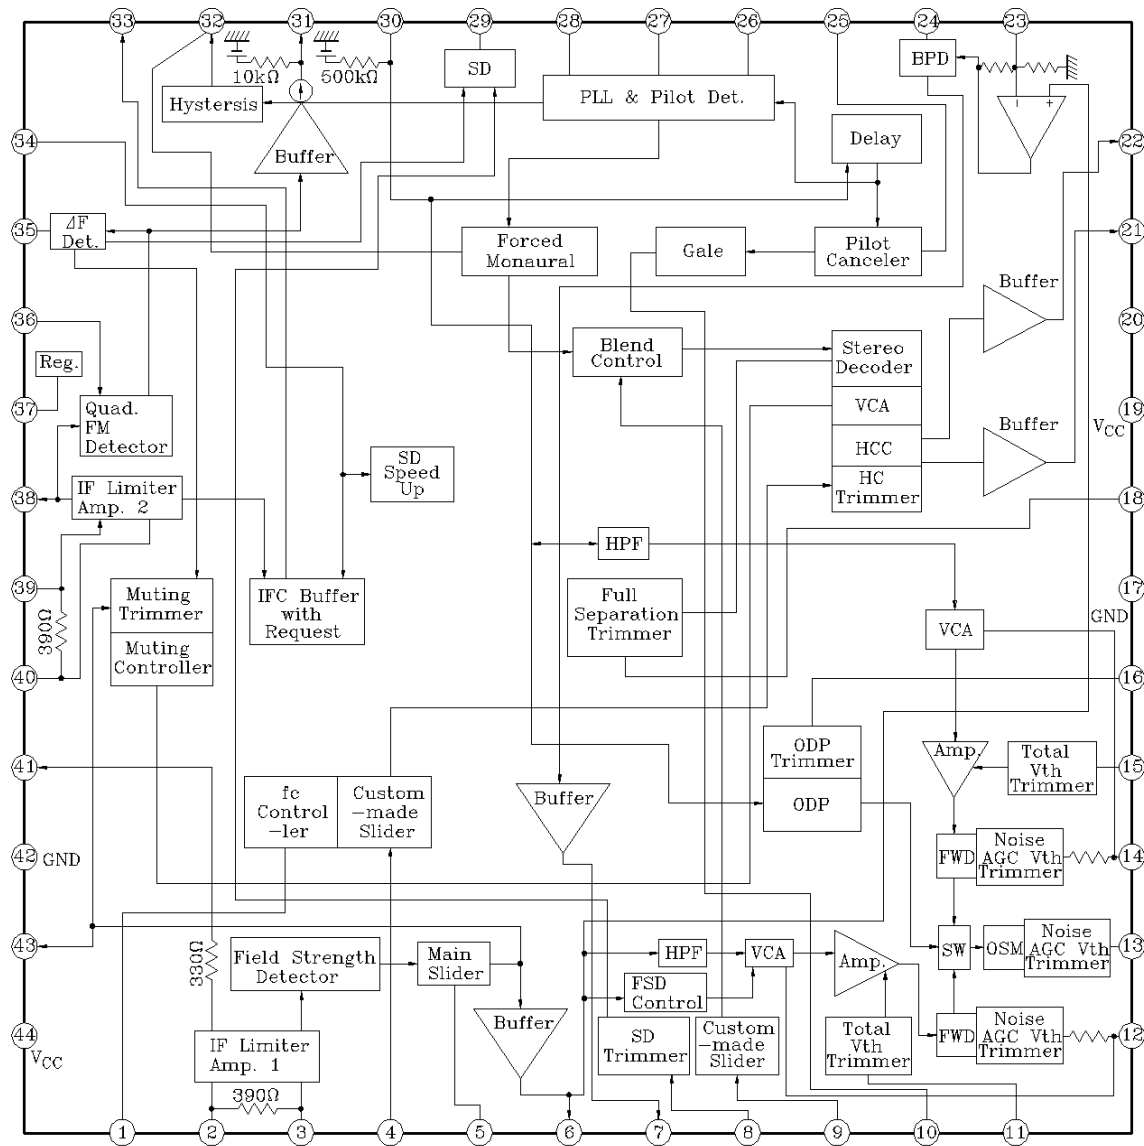 33 32 31 30 29 28 27 26 25 24 23
10kΩ
500kΩ
SD
BPD
Hystersis
PLL & Pilot Det.
− +
Buffer
Delay
34
22
35
ΔF
Det.
Forced
Monaural
Gale
Pilot
Canceler
21
Buffer
36
20
Reg.
Blend
Control
Stereo
Decoder
37
Quad.
FM
Detector
VCA
19
VCC
Buffer
HCC
SD
Speed
Up
HC
Trimmer
38
IF Limiter
Amp. 2
18
HPF
39
390Ω
Muting
Trimmer
IFC Buffer
with
Request
Full
Separation
Trimmer
17
GND
VCA
Muting
Controller
40
16
ODP
Trimmer
Amp.
Total
Vth
Trimmer
41
15
fc
Control
-ler
Custom
-made
Slider
Buffer
ODP
42 GND
FWD
Noise
AGC Vth
Trimmer
14
43
330Ω
Field Strength
Detector
Main
Slider
HPF
VCA
Amp.
SW
OSM
Noise
AGC Vth
Trimmer
13
FSD
Control
44
VCC
IF Limiter
Amp. 1
Buffer
SD
Trimmer
Custom
-made
Slider
Total
Vth
Trimmer
FWD
Noise
AGC Vth
Trimmer
12
390Ω
1 2 3 4 5 6 7 8 9 10 11